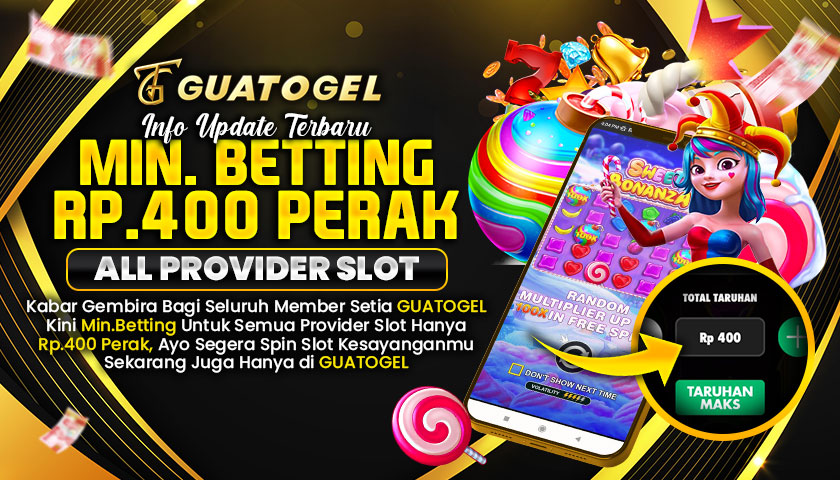 GUATOGEL
Info Update Terbaru
MIN. BETTING
RP.400 PERAK
ALL PROVIDER SLOT
Kabar Gembira Bagi Seluruh Member Setia GUATOGEL
Kini Min.Betting Untuk Semua Provider Slot Hanya
Rp.400 Perak, Ayo Segera Spin Slot Kesayanganmu
Sekarang Juga Hanya di GUATOGEL
4:04 PM
SWEET
BONANZA
RANDOM
MULTIPLIER UP
100X IN FREE SP
DON'T SHOW NEXT TIME
VOLATILITY
TOTAL TARUHAN
Rp 400
TARUHAN
MAKS